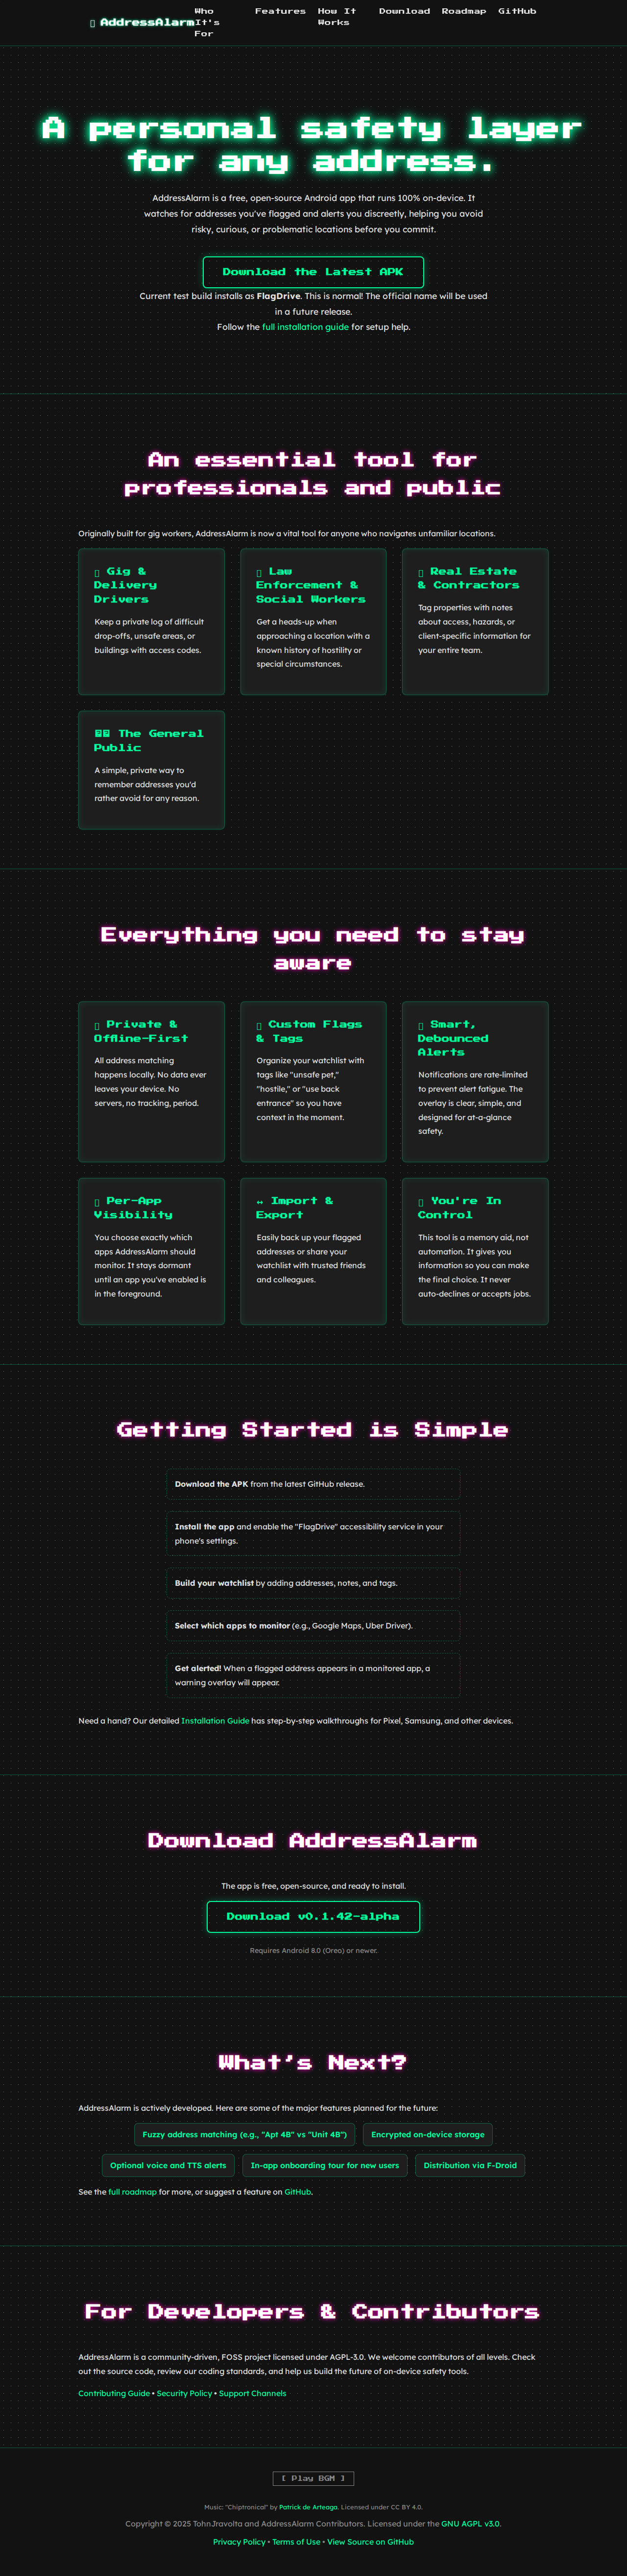 AddressAlarm
Who
It's
For
Features
How It
Works
Download
Roadmap
GitHub
A personal safety layer
for any address.
AddressAlarm is a free, open-source Android app that runs 100% on-device. It
watches for addresses you've flagged and alerts you discreetly, helping you avoid
risky, curious, or problematic locations before you commit.
Download the Latest APK
Current test build installs as FlagDrive. This is normal! The official name will be used
in a future release.
Follow the full installation guide for setup help.
An essential tool for
professionals and public
Originally built for gig workers, AddressAlarm is now a vital tool for anyone who navigates unfamiliar locations.
Gig &
Delivery
Drivers
Keep a private log of difficult
drop-offs, unsafe areas, or
buildings with access codes.
Law
Enforcement &
Social Workers
Get a heads-up when
approaching a location with a
known history of hostility or
special circumstances.
Real Estate
& Contractors
Tag properties with notes
about access, hazards, or
client-specific information for
your entire team.
The General
Public
A simple, private way to
remember addresses you'd
rather avoid for any reason.
Everything you need to stay
aware
Private &
Offline-First
All address matching
happens locally. No data ever
leaves your device. No
servers, no tracking, period.
Custom Flags
& Tags
Organize your watchlist with
tags like "unsafe pet,"
"hostile," or "use back
entrance" so you have
context in the moment.
Smart,
Debounced
Alerts
Notifications are rate-limited
to prevent alert fatigue. The
overlay is clear, simple, and
designed for at-a-glance
safety.
Per-App
Visibility
You choose exactly which
apps AddressAlarm should
monitor. It stays dormant
until an app you've enabled is
in the foreground.
↔ Import &
Export
Easily back up your flagged
addresses or share your
watchlist with trusted friends
and colleagues.
You're In
Control
This tool is a memory aid, not
automation. It gives you
information so you can make
the final choice. It never
auto-declines or accepts jobs.
Getting Started is Simple
Download the APK from the latest GitHub release.
Install the app and enable the "FlagDrive" accessibility service in your
phone's settings.
Build your watchlist by adding addresses, notes, and tags.
Select which apps to monitor (e.g., Google Maps, Uber Driver).
Get alerted! When a flagged address appears in a monitored app, a
warning overlay will appear.
Need a hand? Our detailed Installation Guide has step-by-step walkthroughs for Pixel, Samsung, and other devices.
Download AddressAlarm
The app is free, open-source, and ready to install.
Download v0.1.42-alpha
Requires Android 8.0 (Oreo) or newer.
What's Next?
AddressAlarm is actively developed. Here are some of the major features planned for the future:
Fuzzy address matching (e.g., "Apt 4B" vs "Unit 4B")
Encrypted on-device storage
Optional voice and TTS alerts
In-app onboarding tour for new users
Distribution via F-Droid
See the full roadmap for more, or suggest a feature on GitHub.
For Developers & Contributors
AddressAlarm is a community-driven, FOSS project licensed under AGPL-3.0. We welcome contributors of all levels. Check
out the source code, review our coding standards, and help us build the future of on-device safety tools.
Contributing Guide • Security Policy • Support Channels
[ Play BGM ]
Music: "Chiptronical" by Patrick de Arteaga. Licensed under CC BY 4.0.
Copyright © 2025 TohnJravolta and AddressAlarm Contributors. Licensed under the GNU AGPL v3.0.
Privacy Policy • Terms of Use • View Source on GitHub